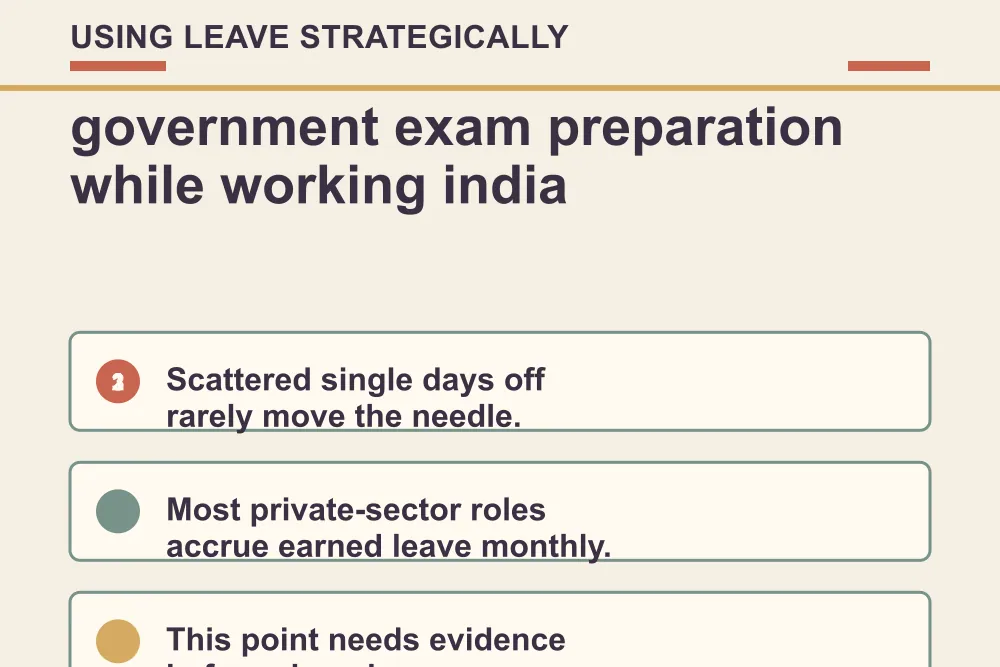 USING LEAVE STRATEGICALLY
government exam preparation
while working india
Scattered single days off
rarely move the needle.
Most private-sector roles
accrue earned leave monthly.
This point needs evidence